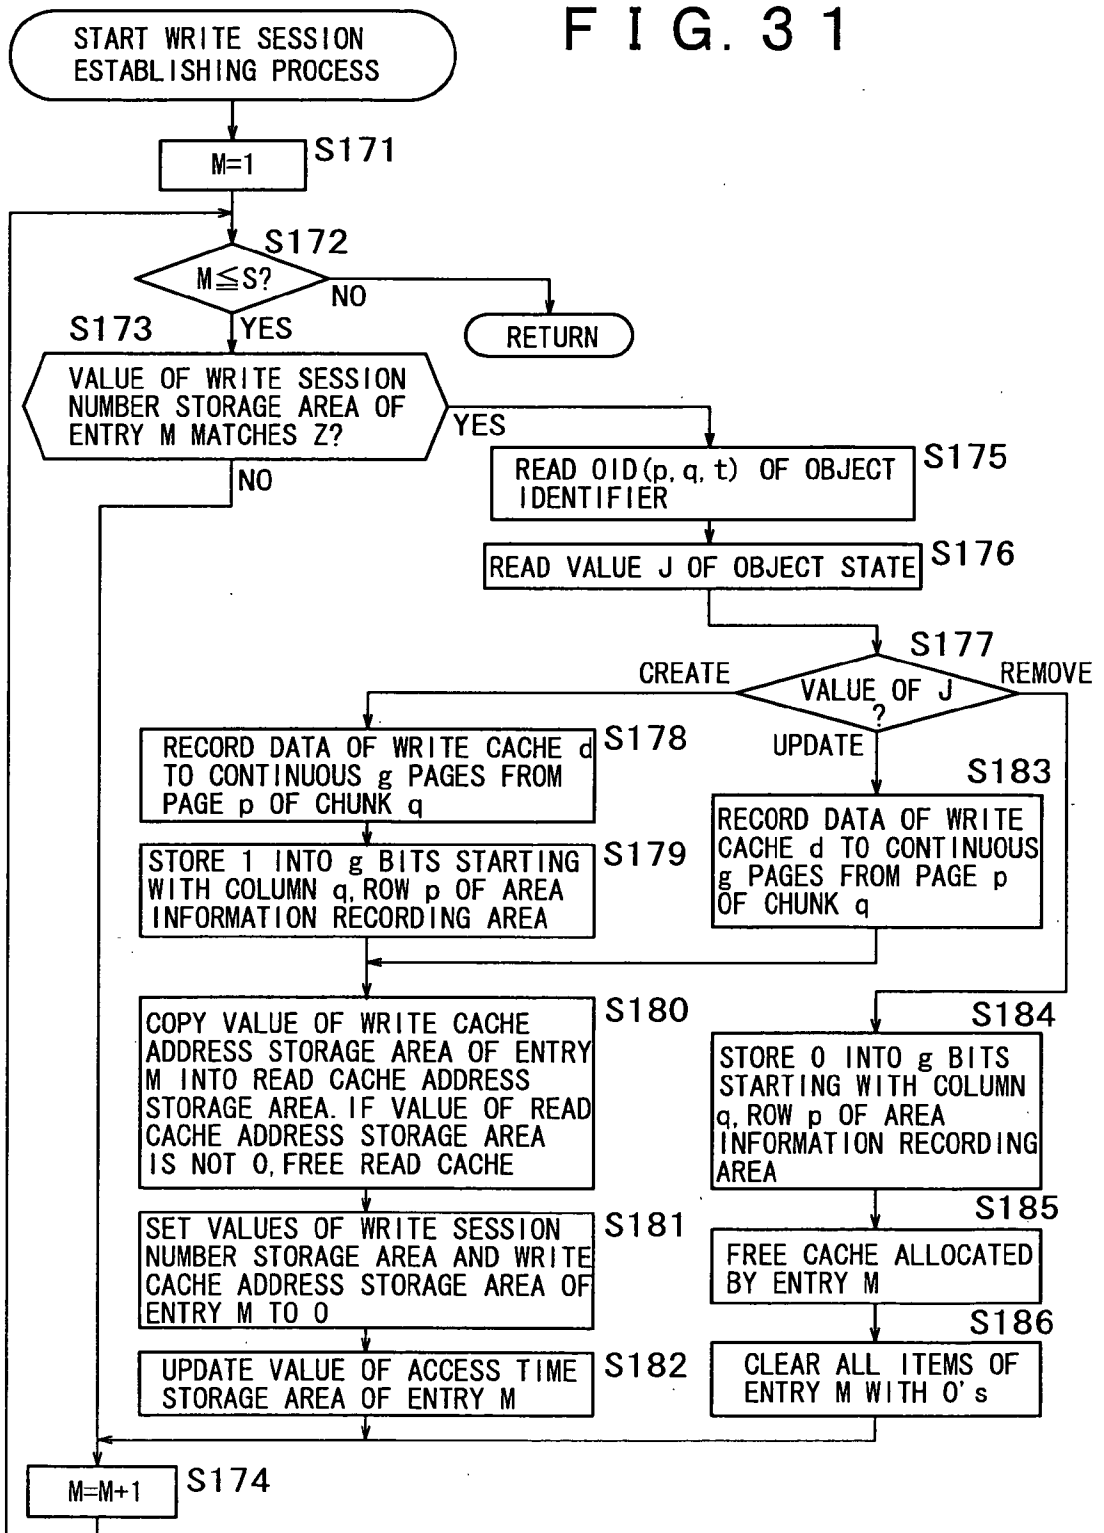 FIG. 31
START WRITE SESSION
ESTABLISHING PROCESS
S171
M=1
S172
M≦S?
NO
YES
RETURN
S173
VALUE OF WRITE SESSION
NUMBER STORAGE AREA OF
ENTRY M MATCHES Z?
YES
NO
S175
READ OID(p, q, t) OF OBJECT
IDENTIFIER
S176
READ VALUE J OF OBJECT STATE
S177
VALUE OF J
?
CREATE
REMOVE
UPDATE
S178
RECORD DATA OF WRITE CACHE d
TO CONTINUOUS g PAGES FROM
PAGE p OF CHUNK q
S179
STORE 1 INTO g BITS STARTING
WITH COLUMN q, ROW p OF AREA
INFORMATION RECORDING AREA
S183
RECORD DATA OF WRITE
CACHE d TO CONTINUOUS
g PAGES FROM PAGE p
OF CHUNK q
S180
COPY VALUE OF WRITE CACHE
ADDRESS STORAGE AREA OF ENTRY
M INTO READ CACHE ADDRESS
STORAGE AREA. IF VALUE OF READ
CACHE ADDRESS STORAGE AREA
IS NOT 0, FREE READ CACHE
S184
STORE 0 INTO g BITS
STARTING WITH COLUMN
q, ROW p OF AREA
INFORMATION RECORDING
AREA
S181
SET VALUES OF WRITE SESSION
NUMBER STORAGE AREA AND WRITE
CACHE ADDRESS STORAGE AREA OF
ENTRY M TO 0
S185
FREE CACHE ALLOCATED
BY ENTRY M
S182
UPDATE VALUE OF ACCESS TIME
STORAGE AREA OF ENTRY M
S186
CLEAR ALL ITEMS OF
ENTRY M WITH 0's
S174
M=M+1